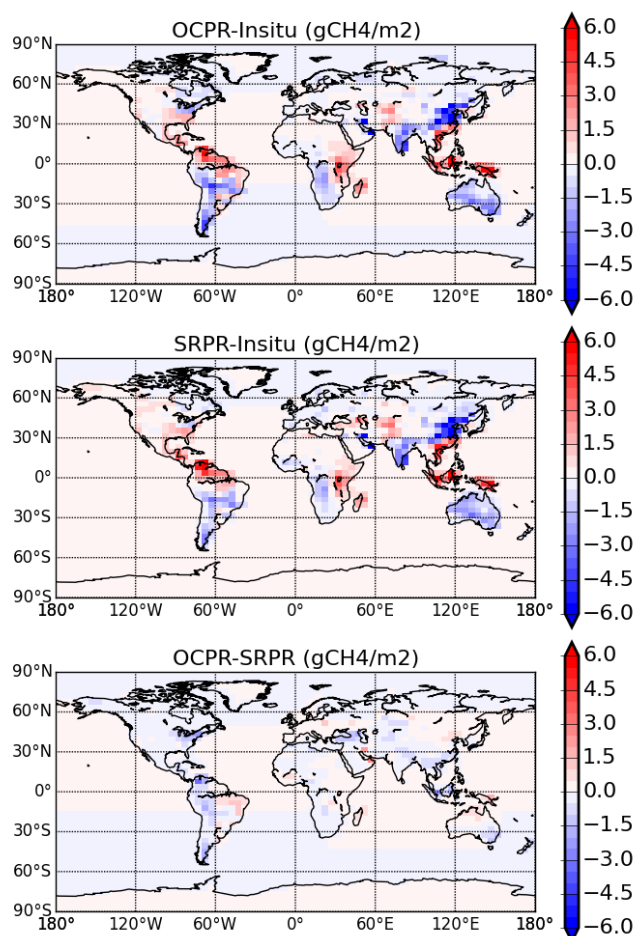 OCPR-Insitu (gCH4/m2)
90°N
60°N
30°N
0°
30°S
60°S
90°S
180° 120°W 60°W 0° 60°E 120°E 180°
6.0
4.5
3.0
1.5
0.0
−1.5
−3.0
−4.5
−6.0
SRPR-Insitu (gCH4/m2)
90°N
60°N
30°N
0°
30°S
60°S
90°S
180° 120°W 60°W 0° 60°E 120°E 180°
6.0
4.5
3.0
1.5
0.0
−1.5
−3.0
−4.5
−6.0
OCPR-SRPR (gCH4/m2)
90°N
60°N
30°N
0°
30°S
60°S
90°S
180° 120°W 60°W 0° 60°E 120°E 180°
6.0
4.5
3.0
1.5
0.0
−1.5
−3.0
−4.5
−6.0